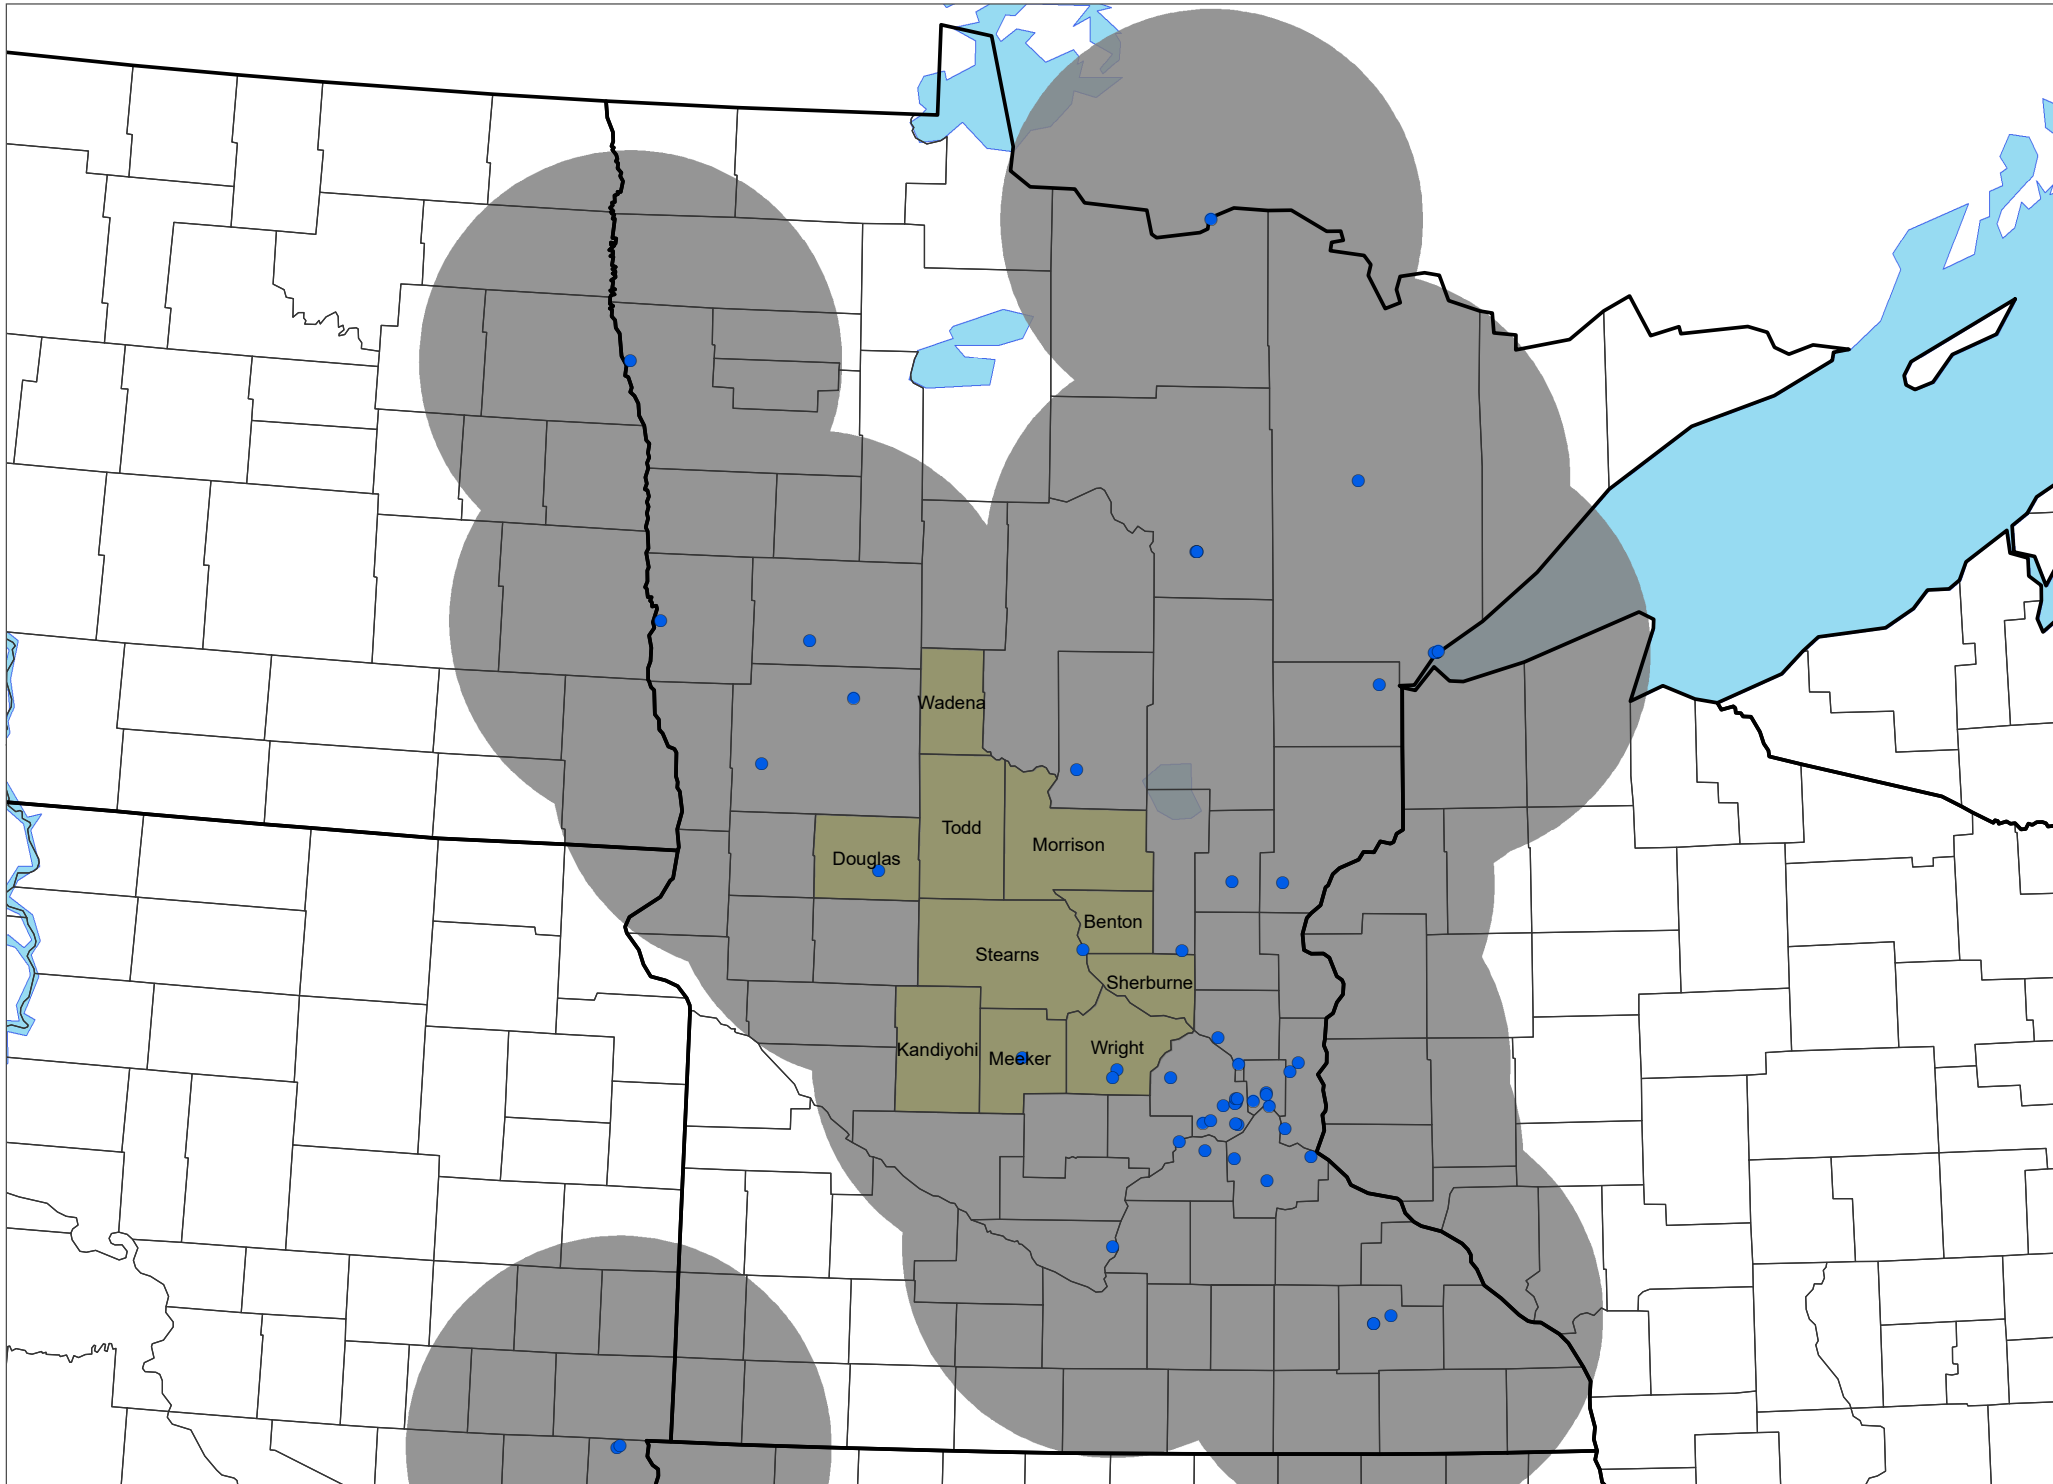 Wadena
Todd
Morrison
Douglas
Benton
Stearns
Sherburne
Kandiyohi
Meeker
Wright